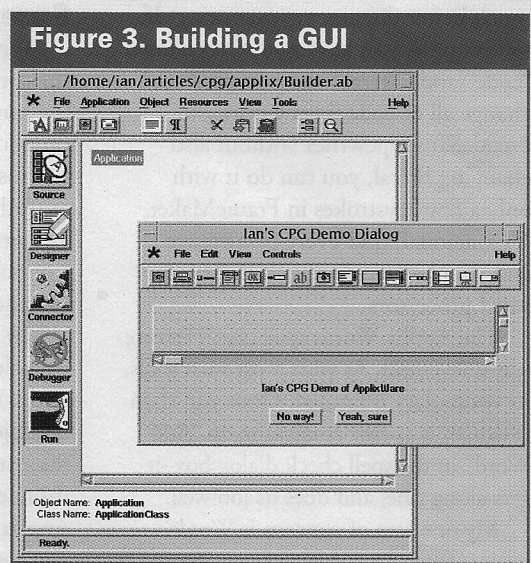 Figure 3. Building a GUI
/home/ian/articles/cpg/applix/Builder.ab
File Application Object Resources View Tools Help
Application
Source
Designer
Connector
Debugger
Run
Ian's CPG Demo Dialog
File Edit View Controls Help
OK ab
Ian's CPG Demo of ApplixWare
No way! Yeah, sure
Object Name: Application
Class Name: ApplicationClass
Ready.